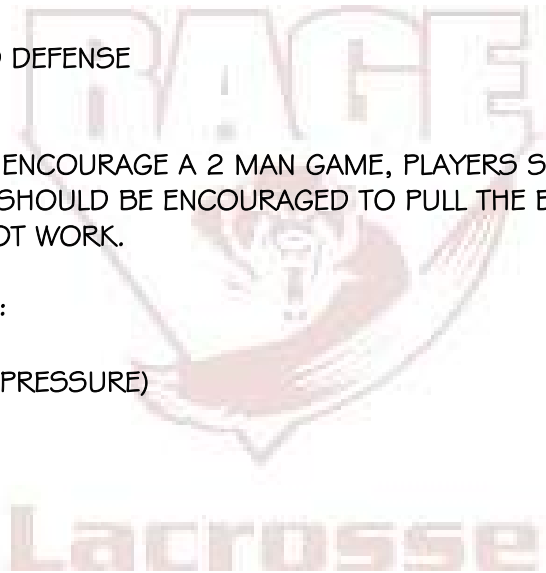 RAGE
DEFENSE
ENCOURAGE A 2 MAN GAME, PLAYERS S
SHOULD BE ENCOURAGED TO PULL THE
OT WORK.
:
PRESSURE)
Lacrosse